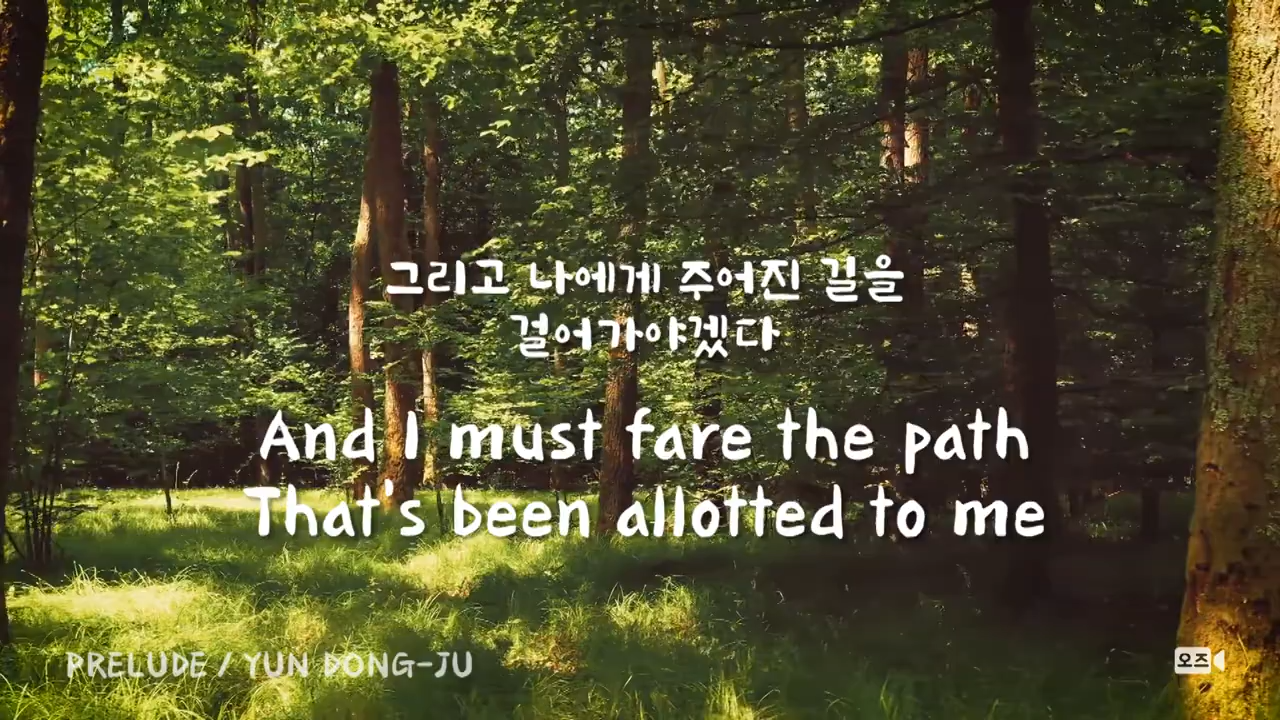 그리고 나에게 주어진 길을
걸어가야겠다
And I must fare the path
That's been allotted to me
PRELUDE / YUN DONG-JU
오즈